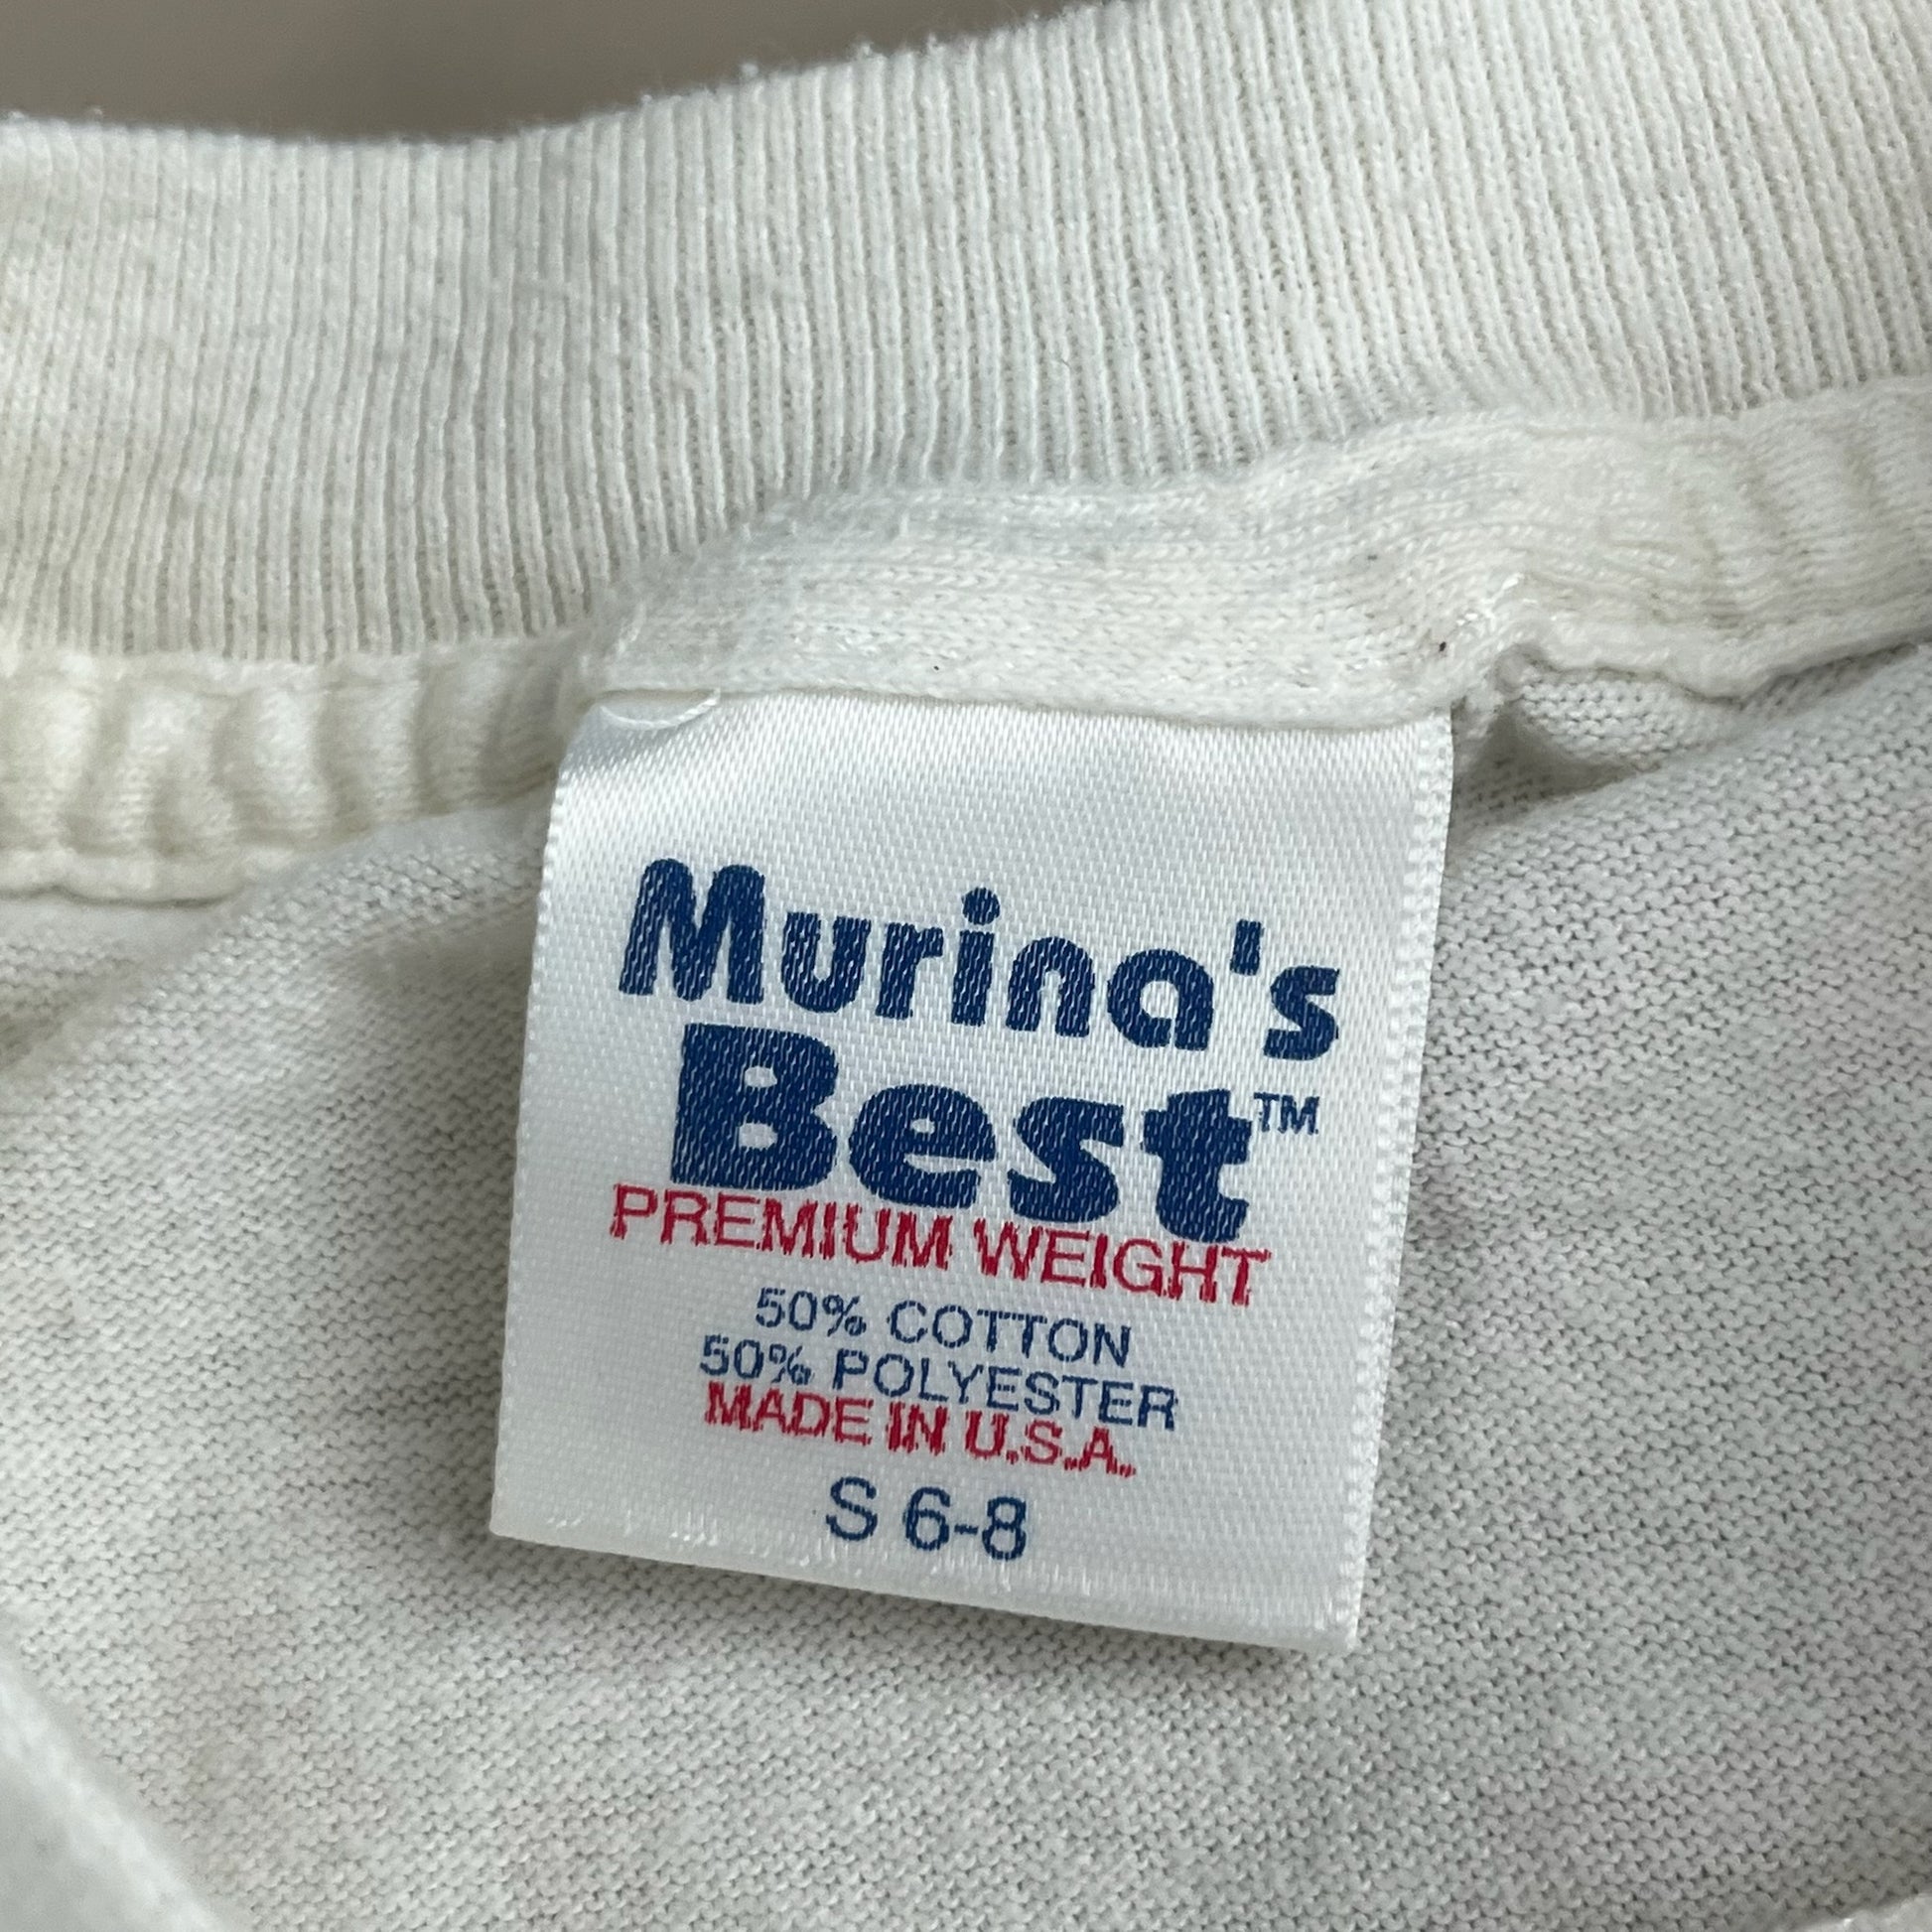 Murina's
Best™
PREMIUM WEIGHT
50% COTTON
50% POLYESTER
MADE IN U.S.A.
S 6-8